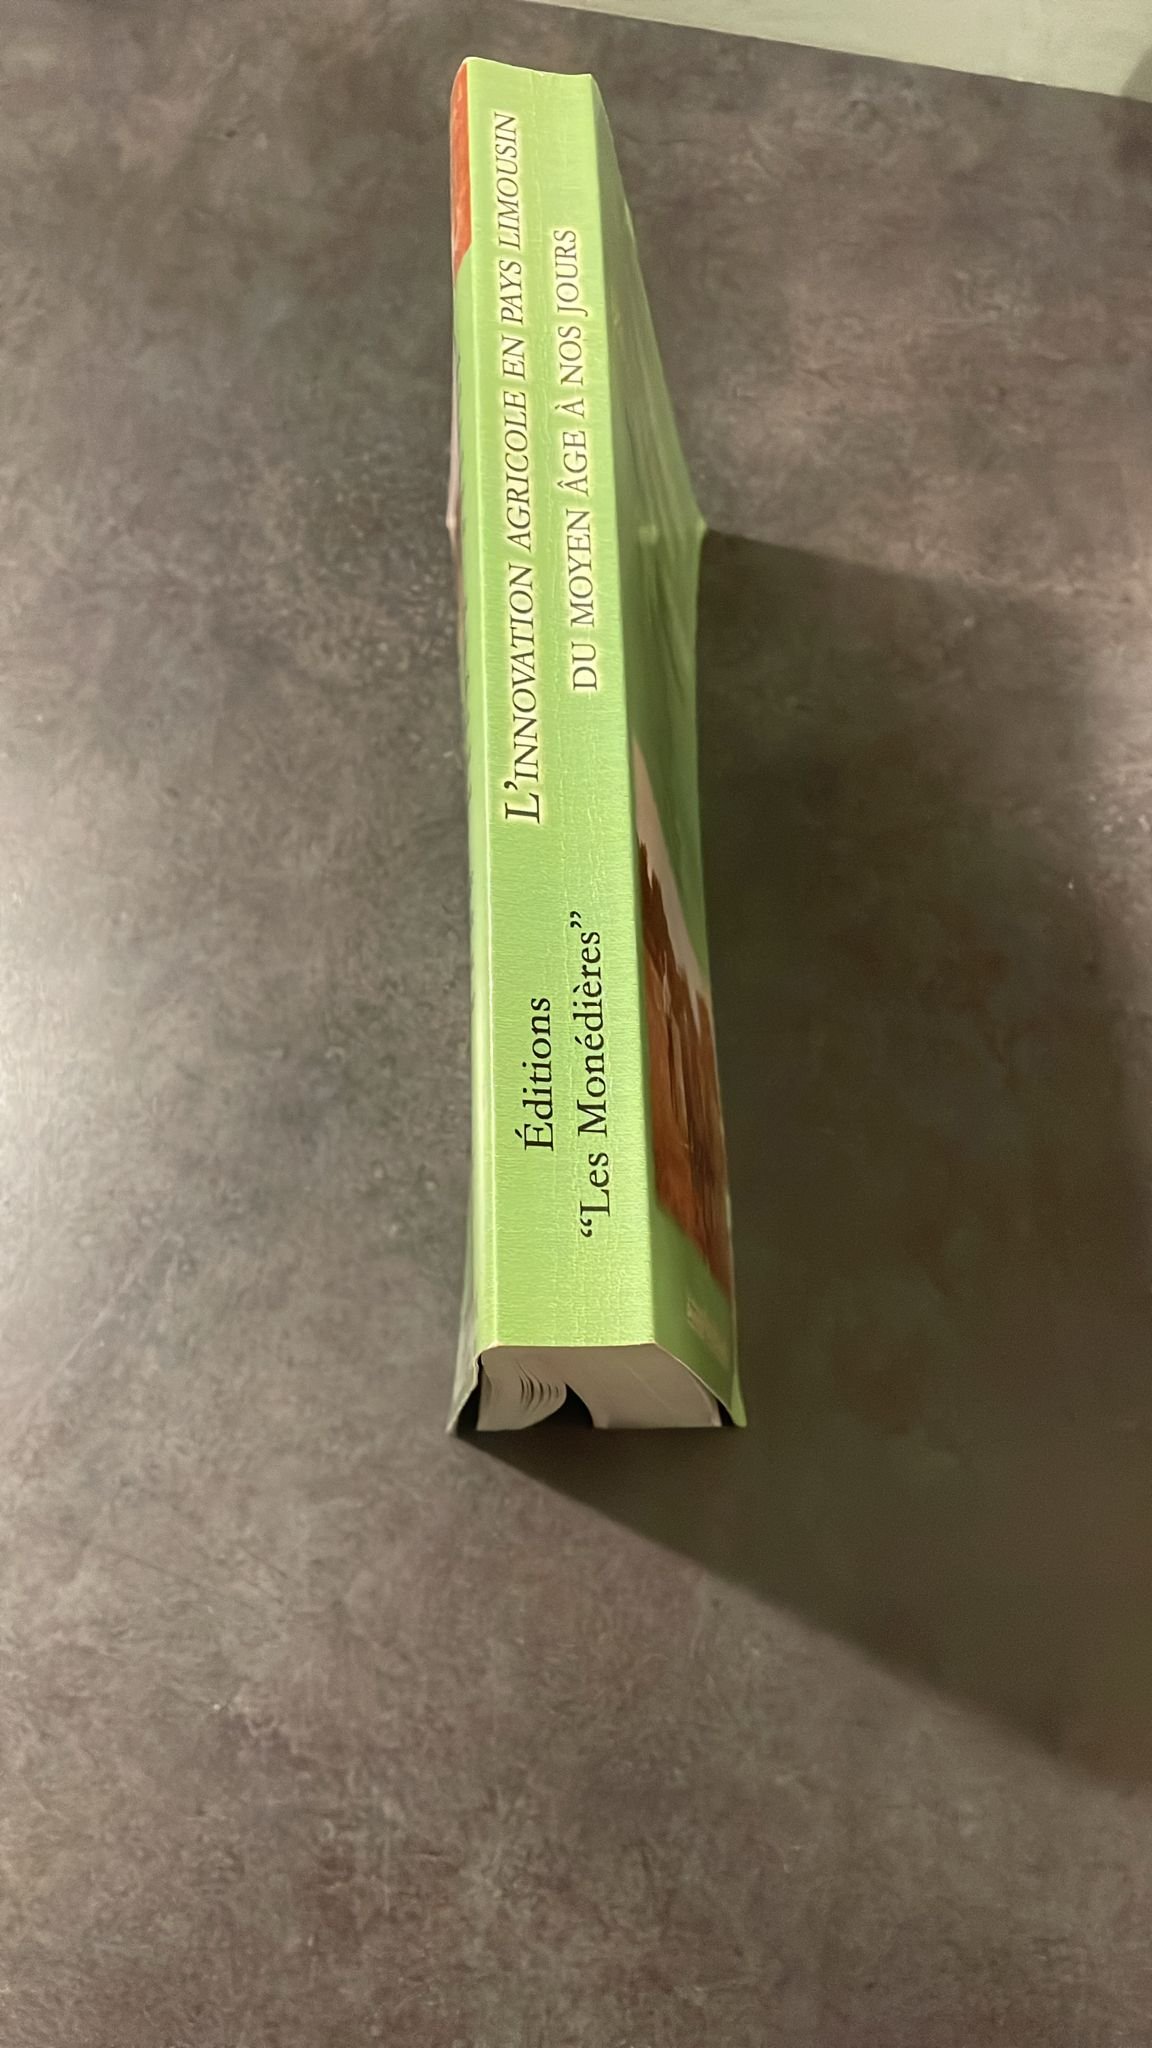 L'INNOVATION AGRICOLE EN PAYS LIMOUSIN
DU MOYEN ÂGE À NOS JOURS
Éditions
“Les Monédières”